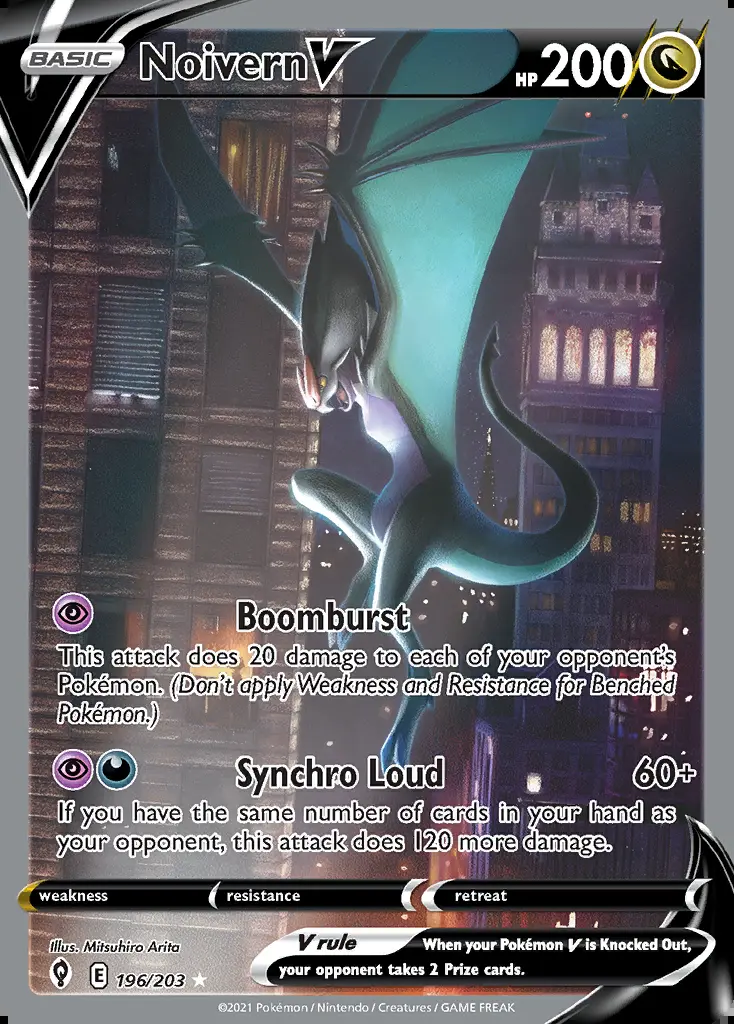 BASIC NoivernV HP200
Boomburst
This attack does 20 damage to each of your opponent's
Pokémon. (Don't apply Weakness and Resistance for Benched
Pokémon.)
Synchro Loud 60+
If you have the same number of cards in your hand as
your opponent, this attack does 120 more damage.
weakness resistance retreat
Illus. Mitsuhiro Arita
E 196/203
V rule When your Pokémon V is Knocked Out,
your opponent takes 2 Prize cards.
©2021 Pokémon / Nintendo / Creatures / GAME FREAK